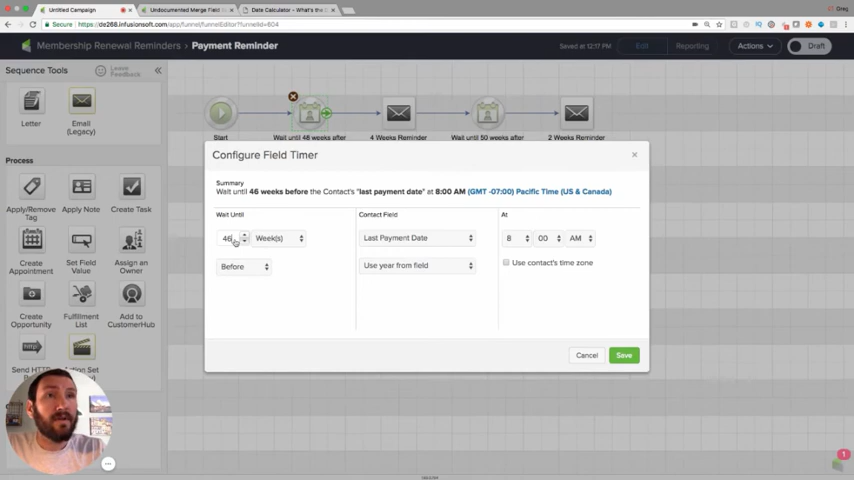 Untitled Campaign
Undocumented Merge Field
Date Calculator – "What's the D
Greg
Secure https://de268.infusionsoft.com/app/funnel/funnelEditor?funnelId=604
Membership Renewal Reminders > Payment Reminder
Saved at 12:17 PM
Edit
Reporting
Actions
Draft
Sequence Tools
Leave Feedback
Letter
Email (Legacy)
Process
Apply/Remove Tag
Apply Note
Create Task
Create Appointment
Set Field Value
Assign an Owner
Create Opportunity
Fulfillment List
Add to CustomerHub
http
Send HTTP
Action Set
Start
Wait until 48 weeks after
4 Weeks Reminder
Wait until 50 weeks after
2 Weeks Reminder
Configure Field Timer
Summary
Wait until 46 weeks before the Contact's "last payment date" at 8:00 AM (GMT -07:00) Pacific Time (US & Canada)
Wait Until
Contact Field
At
46
Week(s)
Last Payment Date
8
00
AM
Before
Use year from field
Use contact's time zone
Cancel
Save
1